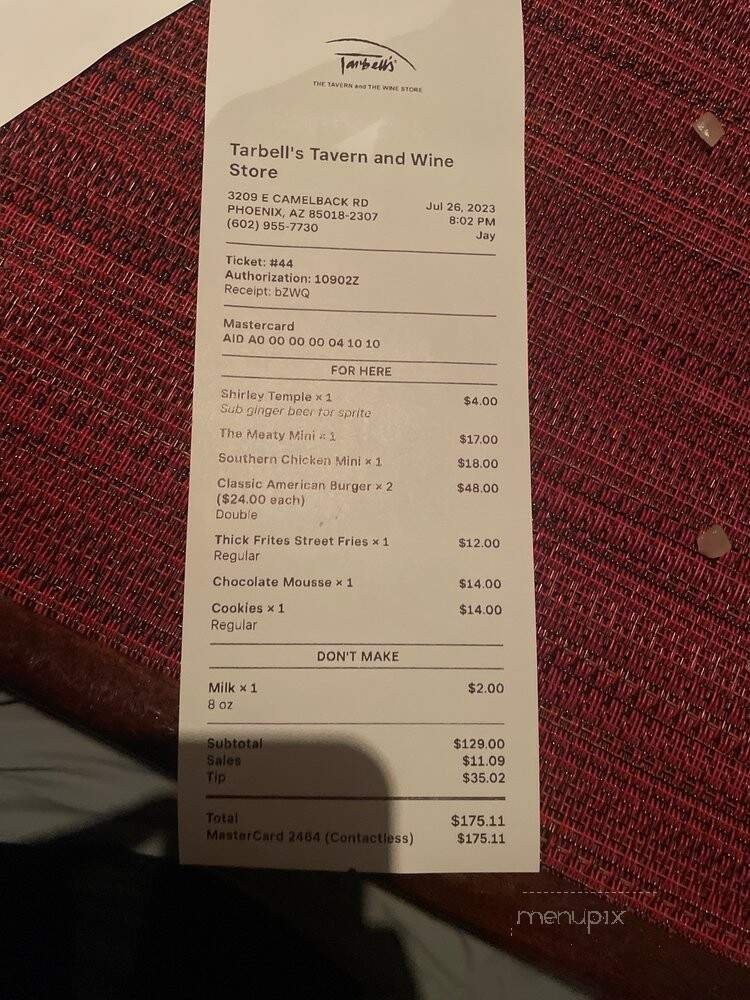 Tarbell's
THE TAVERN and THE WINE STORE
Tarbell's Tavern and Wine
Store
3209 E CAMELBACK RD
PHOENIX, AZ 85018-2307
(602) 955-7730
Jul 26, 2023
8:02 PM
Jay
Ticket: #44
Authorization: 10902Z
Receipt: bZWQ
Mastercard
AID A0 00 00 00 04 10 10
FOR HERE
Shirley Temple × 1 $4.00
Sub ginger beer for sprite
The Meaty Mini × 1 $17.00
Southern Chicken Mini × 1 $18.00
Classic American Burger × 2 $48.00
($24.00 each)
Double
Thick Frites Street Fries × 1 $12.00
Regular
Chocolate Mousse × 1 $14.00
Cookies × 1 $14.00
Regular
DON'T MAKE
Milk × 1 $2.00
8 oz
Subtotal $129.00
Sales $11.09
Tip $35.02
Total $175.11
MasterCard 2464 (Contactless) $175.11
menupix